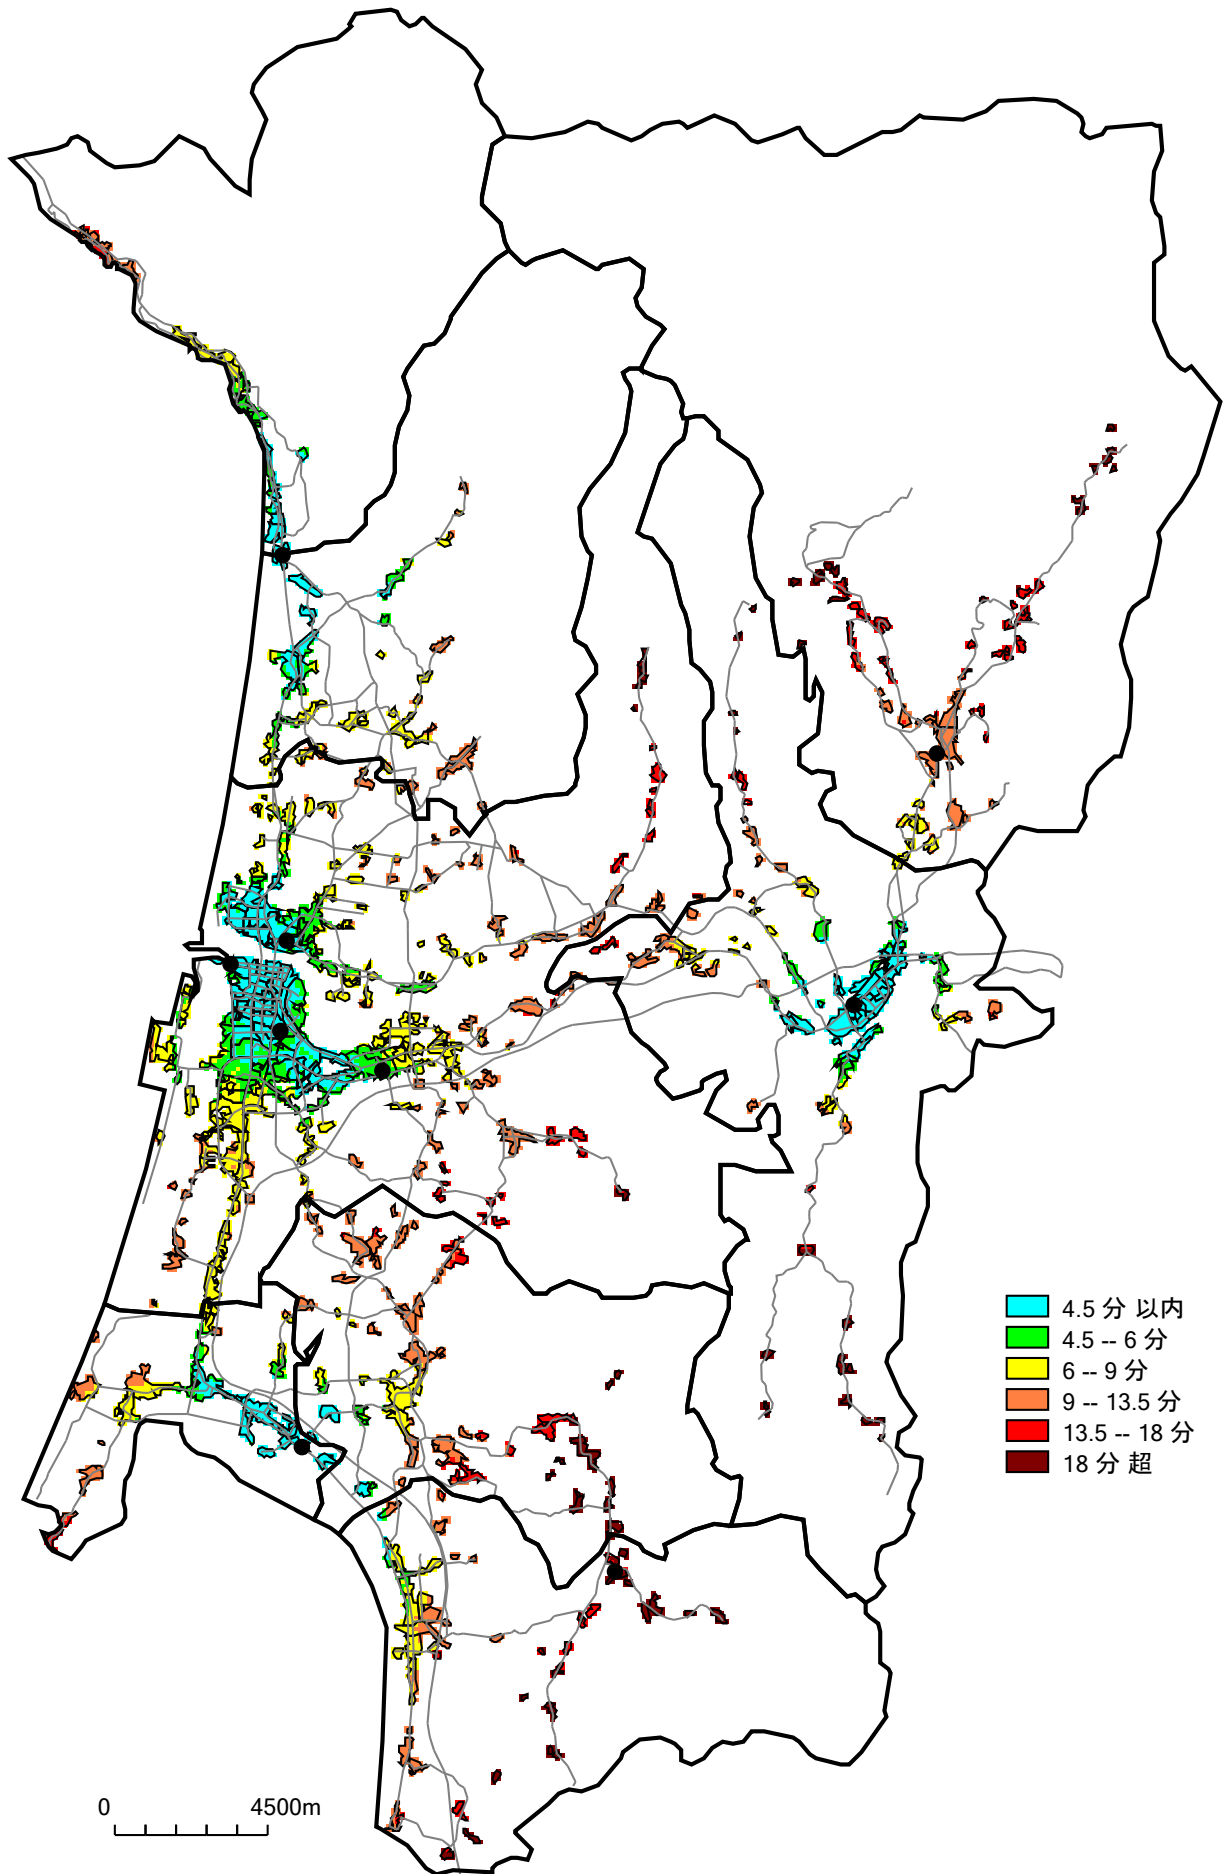 4.5 分 以内
4.5 -- 6 分
6 -- 9 分
9 -- 13.5 分
13.5 -- 18 分
18 分 超
0 4500m